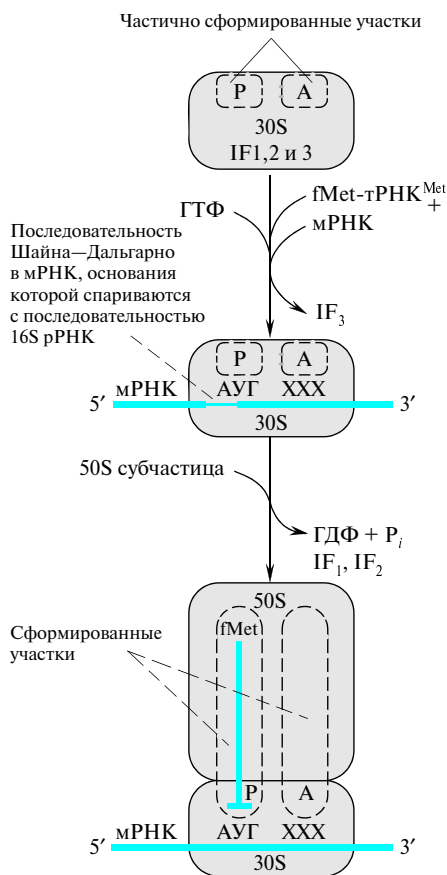 Частично сформированные участки
P A
30S
IF1,2 и 3
ГТФ
fMet-тРНК^Met +
мРНК
IF₃
Последовательность
Шайна—Дальгарно
в мРНК, основания
которой спариваются
с последовательностью
16S рРНК
P A
мРНК АУГ XXX
5′ 3′
30S
50S субчастица
ГДФ + Pᵢ
IF₁, IF₂
50S
fMet
Сформированные
участки
P A
мРНК АУГ XXX
5′ 3′
30S